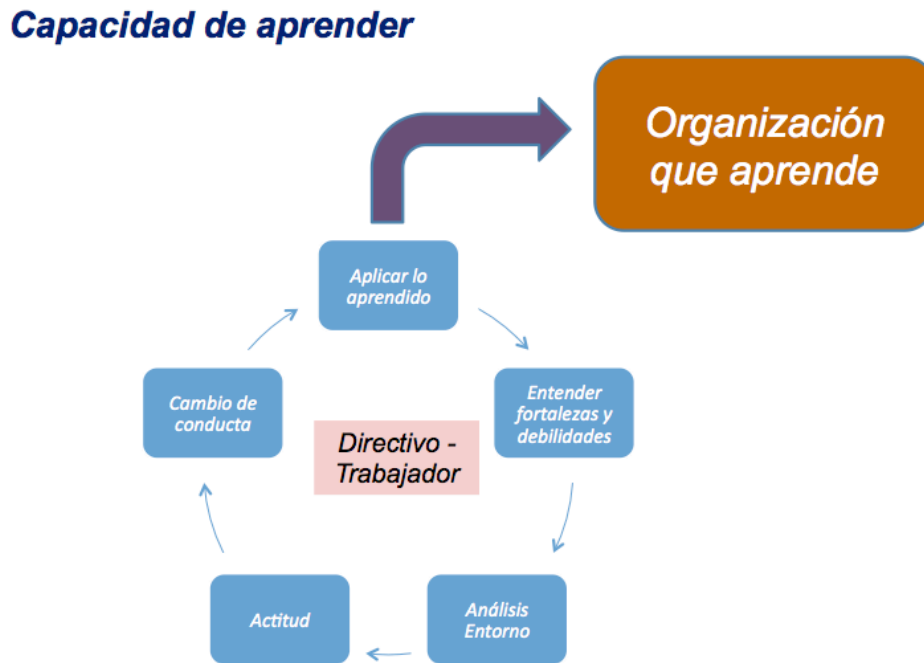 Capacidad de aprender
Organización
que aprende
Aplicar lo
aprendido
Entender
fortalezas y
debilidades
Análisis
Entorno
Actitud
Cambio de
conducta
Directivo -
Trabajador